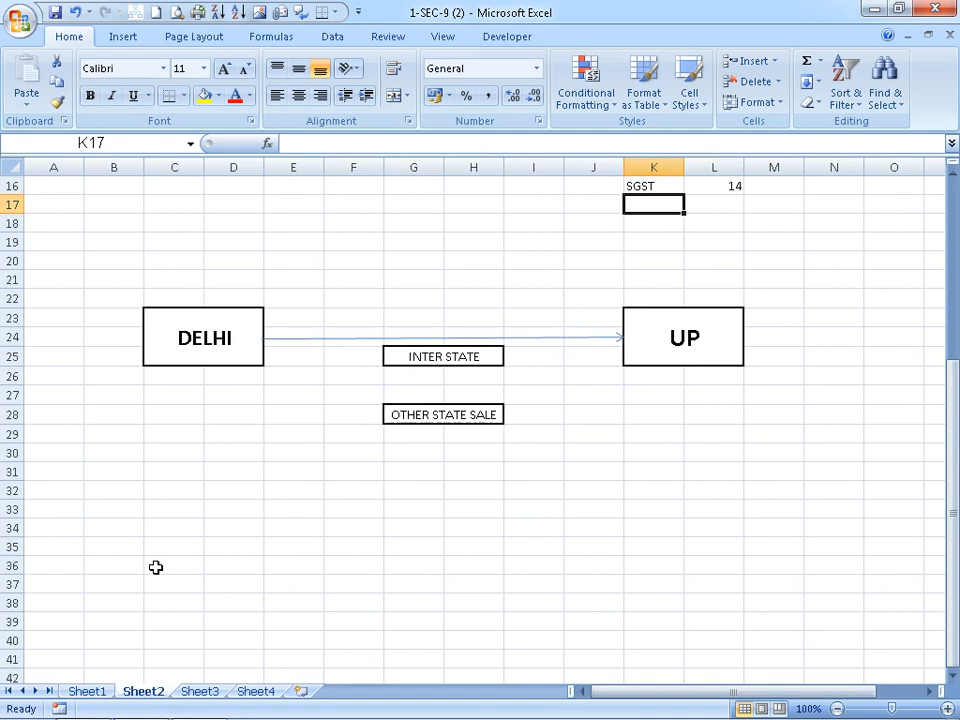 1-SEC-9 (2) - Microsoft Excel
Home Insert Page Layout Formulas Data Review View Developer
Paste
Calibri 11
B I U
General
% ,
Conditional Formatting
Format as Table
Cell Styles
Insert
Delete
Format
Σ
Sort & Filter
Find & Select
Clipboard Font Alignment Number Styles Cells Editing
K17 fx
A B C D E F G H I J K L M N O
16 SGST 14
17
18
19
20
21
22
23
24 DELHI UP
25 INTER STATE
26
27
28 OTHER STATE SALE
29
30
31
32
33
34
35
36
37
38
39
40
41
42
Sheet1 Sheet2 Sheet3 Sheet4
Ready 100%